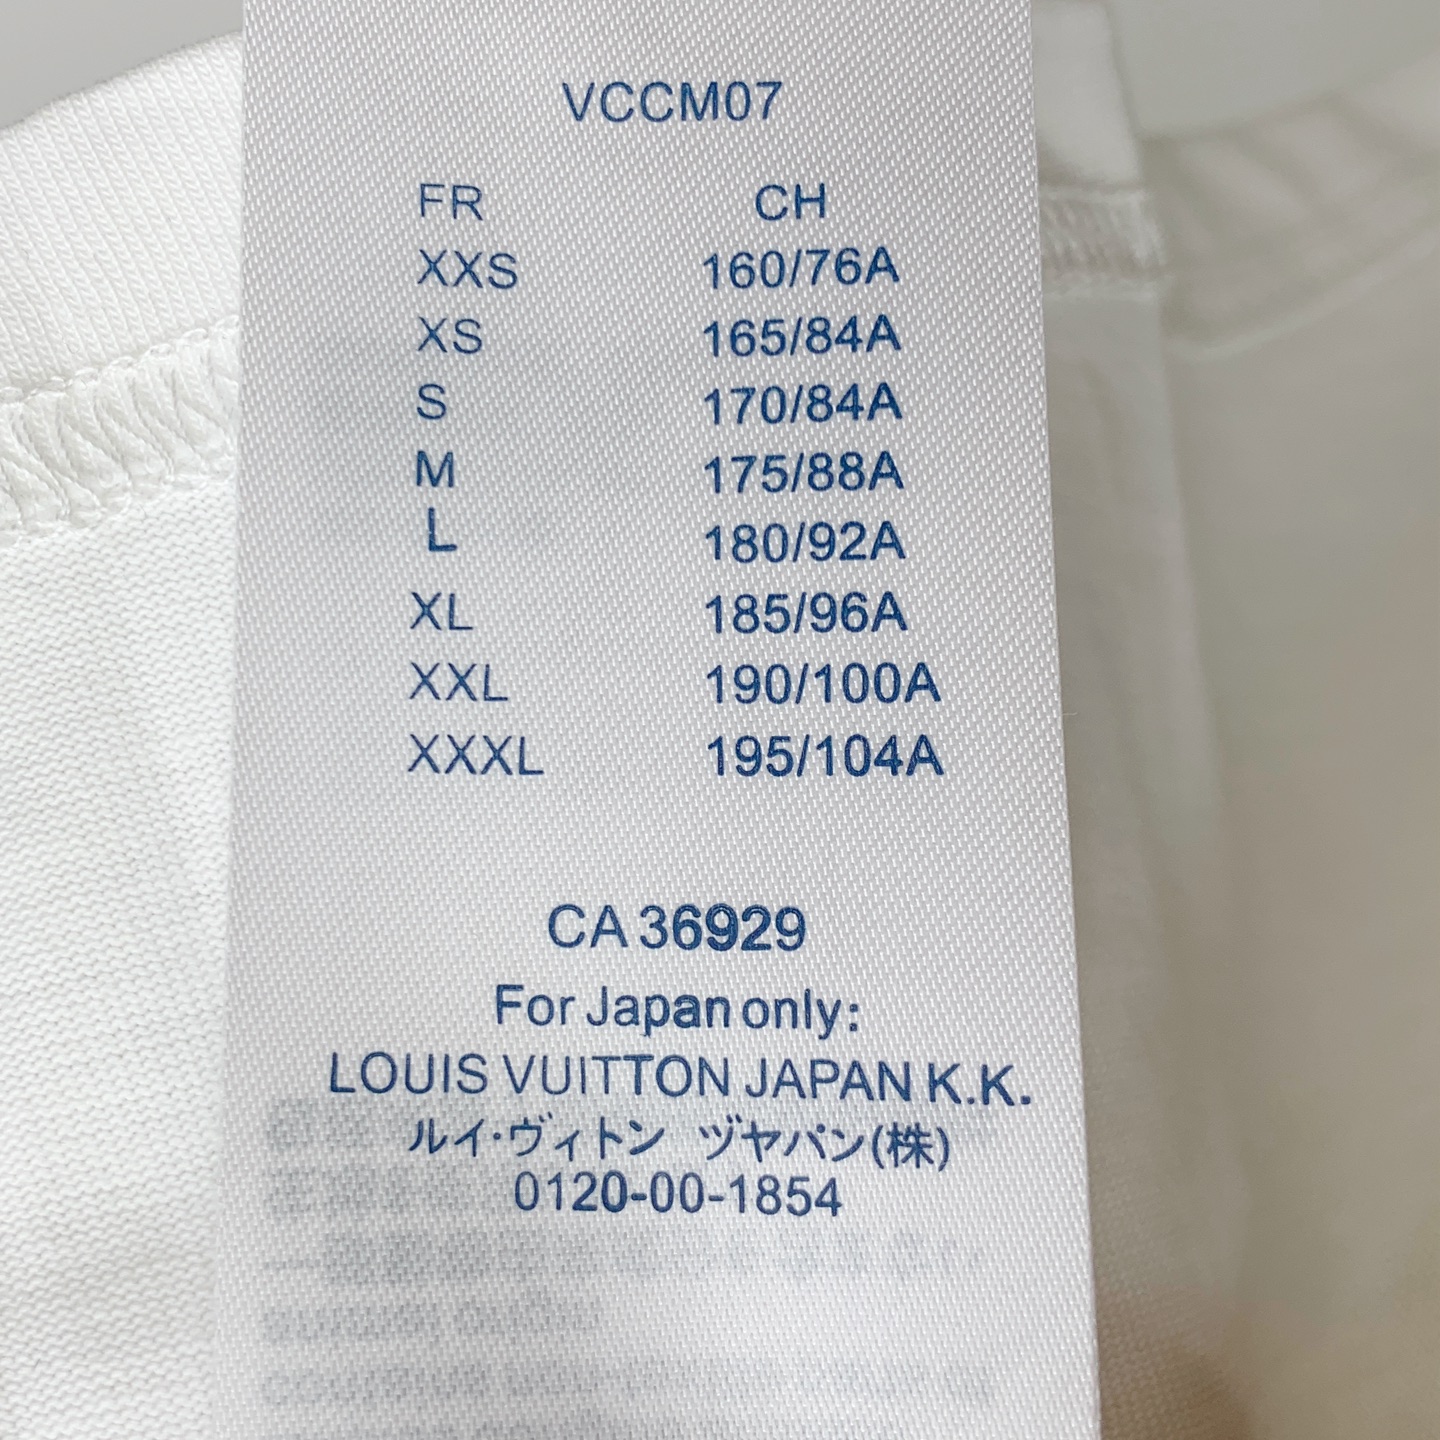 VCCM07
FR CH
XXS 160/76A
XS 165/84A
S 170/84A
M 175/88A
L 180/92A
XL 185/96A
XXL 190/100A
XXXL 195/104A
CA 36929
For Japan only:
LOUIS VUITTON JAPAN K.K.
ルイ·ヴィトン ヅヤパン(株)
0120-00-1854